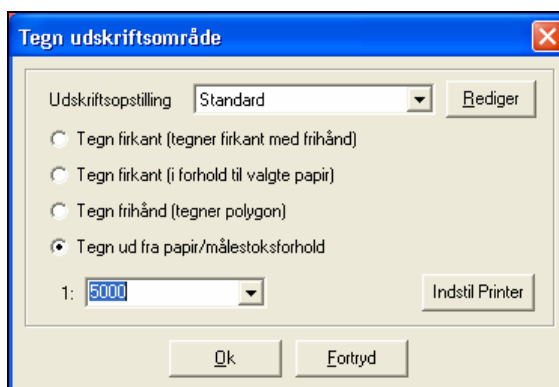 Tegn udskriftsområde
Udskriftsopstilling Standard Rediger
Tegn firkant (tegner firkant med frihånd)
Tegn firkant (i forhold til valgte papir)
Tegn frihånd (tegner polygon)
Tegn ud fra papir/målestoksforhold
1: 5000 Indstil Printer
Ok Fortryd